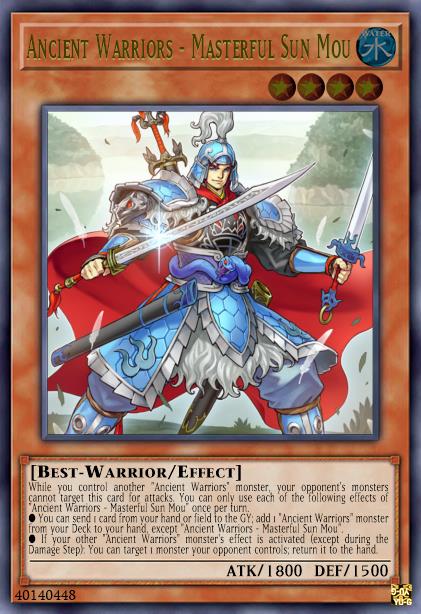 Ancient Warriors - Masterful Sun Mou
WATER
水
[Best-Warrior/Effect]
While you control another "Ancient Warriors" monster, your opponent's monsters
cannot target this card for attacks. You can only use each of the following effects of
"Ancient Warriors - Masterful Sun Mou" once per turn.
● You can send 1 card from your hand or field to the GY; add 1 "Ancient Warriors" monster
from your Deck to your hand, except "Ancient Warriors - Masterful Sun Mou".
● If your other "Ancient Warriors" monster's effect is activated (except during the
Damage Step): You can target 1 monster your opponent controls; return it to the hand.
ATK/1800 DEF/1500
40140448